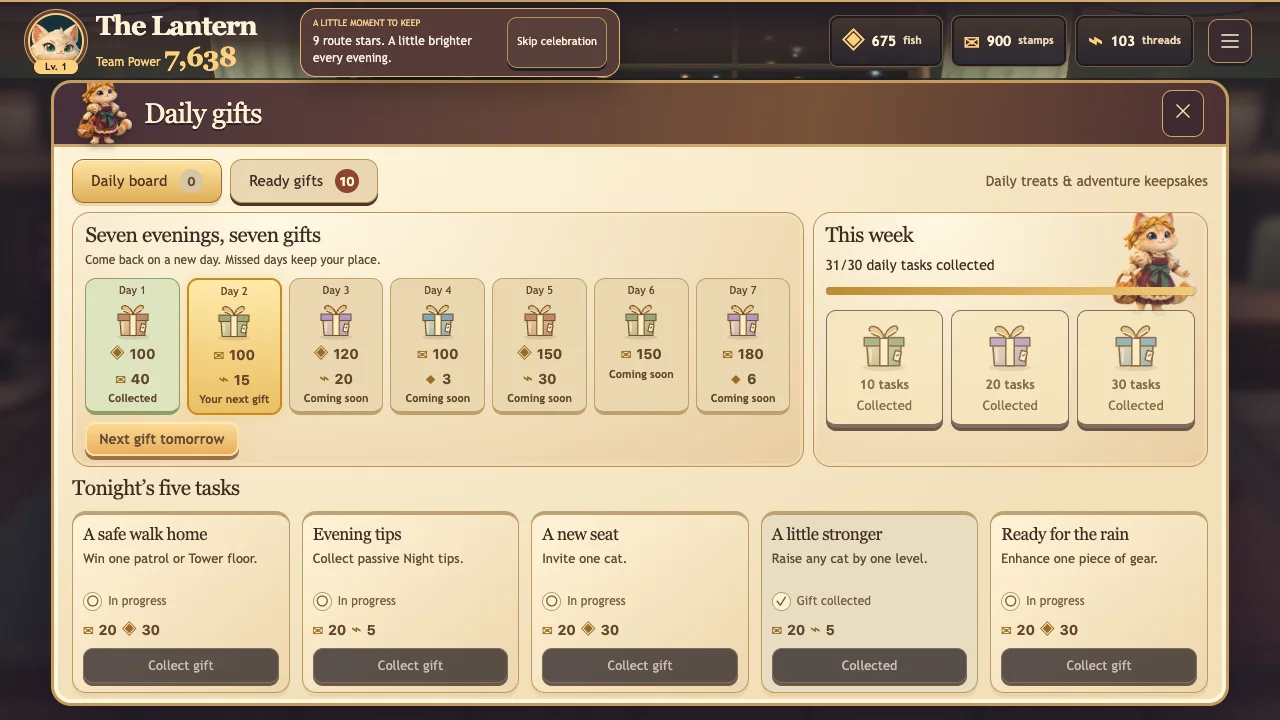 The Lantern
Team Power 7,638
Lv. 1
A LITTLE MOMENT TO KEEP
9 route stars. A little brighter
every evening.
Skip celebration
675 fish
900 stamps
103 threads
Daily gifts
Daily board 0
Ready gifts 10
Daily treats & adventure keepsakes
Seven evenings, seven gifts
Come back on a new day. Missed days keep your place.
Day 1
100
40
Collected
Day 2
100
15
Your next gift
Day 3
120
20
Coming soon
Day 4
100
3
Coming soon
Day 5
150
30
Coming soon
Day 6
150
Coming soon
Day 7
180
6
Coming soon
Next gift tomorrow
This week
31/30 daily tasks collected
10 tasks
Collected
20 tasks
Collected
30 tasks
Collected
Tonight's five tasks
A safe walk home
Win one patrol or Tower floor.
In progress
20 30
Collect gift
Evening tips
Collect passive Night tips.
In progress
20 5
Collect gift
A new seat
Invite one cat.
In progress
20 30
Collect gift
A little stronger
Raise any cat by one level.
Gift collected
20 5
Collected
Ready for the rain
Enhance one piece of gear.
In progress
20 30
Collect gift